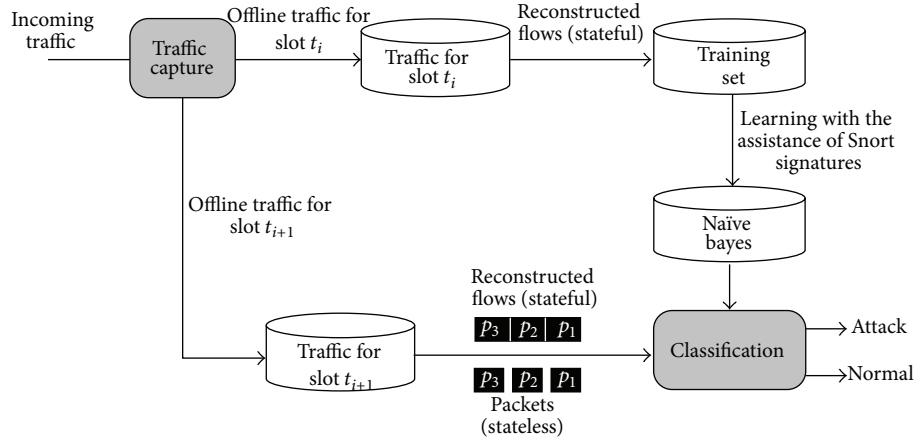 Incoming
traffic
Traffic
capture
Offline traffic for
slot t_i
Traffic for
slot t_i
Reconstructed
flows (stateful)
Training
set
Learning with the
assistance of Snort
signatures
Offline traffic for
slot t_{i+1}
Naïve
bayes
Reconstructed
flows (stateful)
p_3 p_2 p_1
Traffic for
slot t_{i+1}
p_3 p_2 p_1
Packets
(stateless)
Classification
Attack
Normal